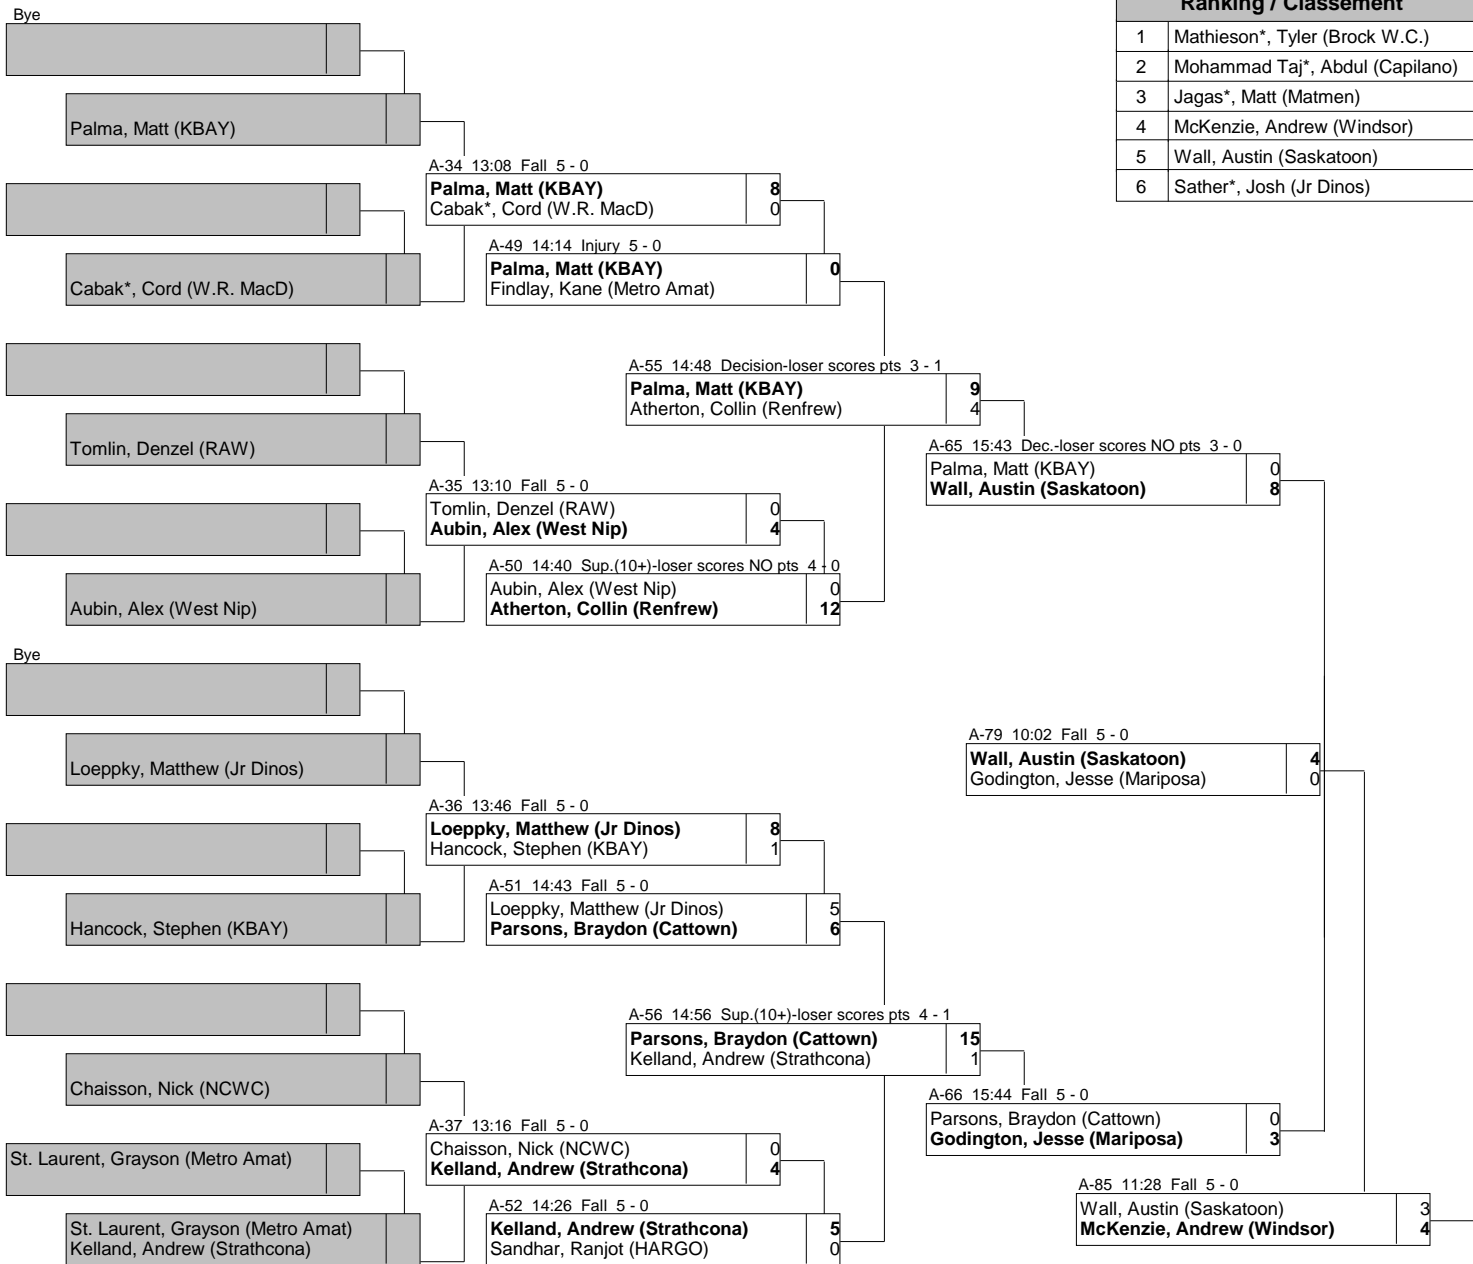 Ranking / Classement
1 Mathieson*, Tyler (Brock W.C.)
2 Mohammad Taj*, Abdul (Capilano)
3 Jagas*, Matt (Matmen)
4 McKenzie, Andrew (Windsor)
5 Wall, Austin (Saskatoon)
6 Sather*, Josh (Jr Dinos)
Bye
Palma, Matt (KBAY)
A-34 13:08 Fall 5 - 0
Palma, Matt (KBAY) 8
Cabak*, Cord (W.R. MacD) 0
Cabak*, Cord (W.R. MacD)
A-49 14:14 Injury 5 - 0
Palma, Matt (KBAY) 0
Findlay, Kane (Metro Amat)
A-55 14:48 Decision-loser scores pts 3 - 1
Palma, Matt (KBAY) 9
Atherton, Collin (Renfrew) 4
Tomlin, Denzel (RAW)
A-65 15:43 Dec.-loser scores NO pts 3 - 0
Palma, Matt (KBAY) 0
Wall, Austin (Saskatoon) 8
A-35 13:10 Fall 5 - 0
Tomlin, Denzel (RAW) 0
Aubin, Alex (West Nip) 4
A-50 14:40 Sup.(10+)-loser scores NO pts 4 - 0
Aubin, Alex (West Nip) 0
Atherton, Collin (Renfrew) 12
Aubin, Alex (West Nip)
Bye
Loeppky, Matthew (Jr Dinos)
A-79 10:02 Fall 5 - 0
Wall, Austin (Saskatoon) 4
Godington, Jesse (Mariposa) 0
A-36 13:46 Fall 5 - 0
Loeppky, Matthew (Jr Dinos) 8
Hancock, Stephen (KBAY) 1
A-51 14:43 Fall 5 - 0
Loeppky, Matthew (Jr Dinos) 5
Parsons, Braydon (Cattown) 6
Hancock, Stephen (KBAY)
A-56 14:56 Sup.(10+)-loser scores pts 4 - 1
Parsons, Braydon (Cattown) 15
Kelland, Andrew (Strathcona) 1
Chaisson, Nick (NCWC)
A-66 15:44 Fall 5 - 0
Parsons, Braydon (Cattown) 0
Godington, Jesse (Mariposa) 3
A-37 13:16 Fall 5 - 0
Chaisson, Nick (NCWC) 0
Kelland, Andrew (Strathcona) 4
St. Laurent, Grayson (Metro Amat)
A-85 11:28 Fall 5 - 0
Wall, Austin (Saskatoon) 3
McKenzie, Andrew (Windsor) 4
A-52 14:26 Fall 5 - 0
Kelland, Andrew (Strathcona) 5
Sandhar, Ranjot (HARGO) 0
St. Laurent, Grayson (Metro Amat)
Kelland, Andrew (Strathcona)